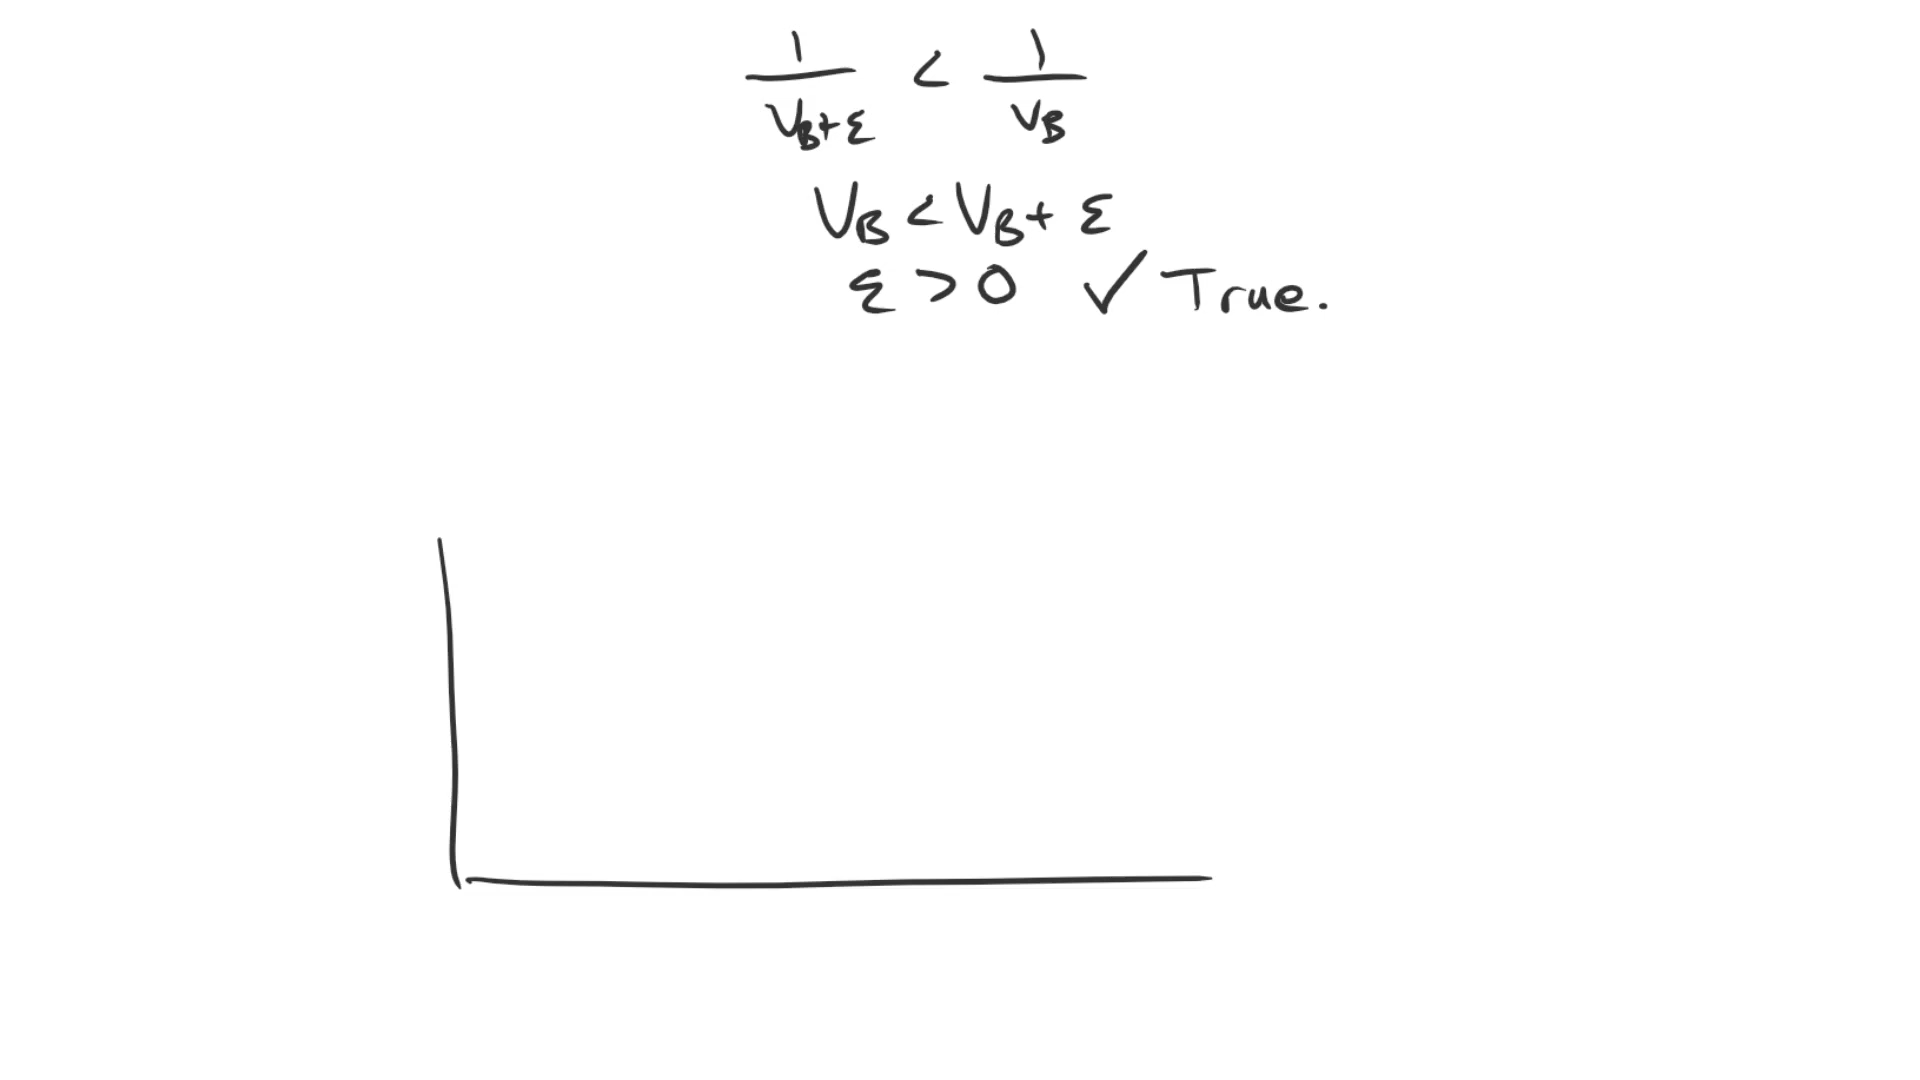 1/(V_B+ε) < 1/V_B
V_B < V_B + ε
ε > 0 ✓ True.